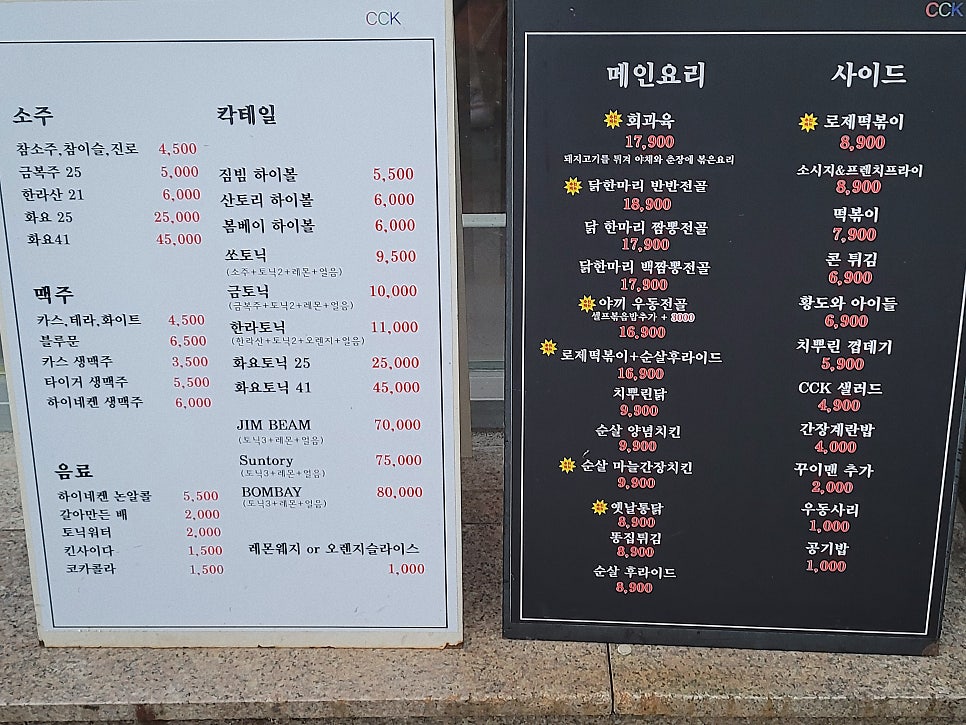 CCK
소주
참소주,참이슬,진로 4,500
금복주 25 5,000
한라산 21 6,000
화요 25 25,000
화요41 45,000
맥주
카스,테라,화이트 4,500
블루문 6,500
카스 생맥주 3,500
타이거 생맥주 5,500
하이네켄 생맥주 6,000
음료
하이네켄 논알콜 5,500
갈아만든 배 2,000
토닉워터 2,000
킨사이다 1,500
코카콜라 1,500
칵테일
짐빔 하이볼 5,500
산토리 하이볼 6,000
봄베이 하이볼 6,000
쏘토닉 9,500
(소주+토닉2+레몬+얼음)
금토닉 10,000
(금복주+토닉2+레몬+얼음)
한라토닉 11,000
(한라산+토닉2+오렌지+얼음)
화요토닉 25 25,000
화요토닉 41 45,000
JIM BEAM 70,000
(토닉3+레몬+얼음)
Suntory 75,000
(토닉3+레몬+얼음)
BOMBAY 80,000
(토닉3+레몬+얼음)
레몬웨지 or 오렌지슬라이스
1,000
CCK
메인요리
회과육
17,900
돼지고기를 튀겨 야채와 춘장에 볶은요리
닭한마리 반반전골
18,900
닭 한마리 짬뽕전골
17,900
닭한마리 백짬뽕전골
17,900
야끼 우동전골
셀프볶음밥추가 + 3000
16,900
로제떡볶이+순살후라이드
16,900
치뿌린닭
9,900
순살 양념치킨
9,900
순살 마늘간장치킨
9,900
옛날통닭
8,900
똥집튀김
8,900
순살 후라이드
8,900
사이드
로제떡볶이
8,900
소시지&프렌치프라이
8,900
떡볶이
7,900
콘 튀김
6,900
황도와 아이들
6,900
치뿌린 껍데기
5,900
CCK 샐러드
4,900
간장계란밥
4,000
꾸이맨 추가
2,000
우동사리
1,000
공기밥
1,000